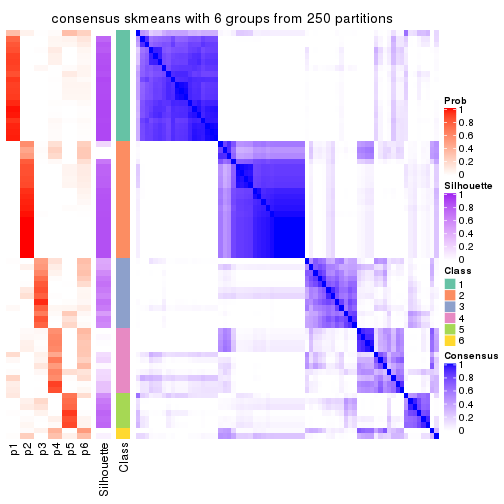 consensus skmeans with 6 groups from 250 partitions
Prob
1
0.8
0.6
0.4
0.2
0
Silhouette
1
0.8
0.6
0.4
0.2
0
Class
1
2
3
4
5
6
Consensus
1
0.8
0.6
0.4
0.2
0
p1
p2
p3
p4
p5
p6
Silhouette
Class